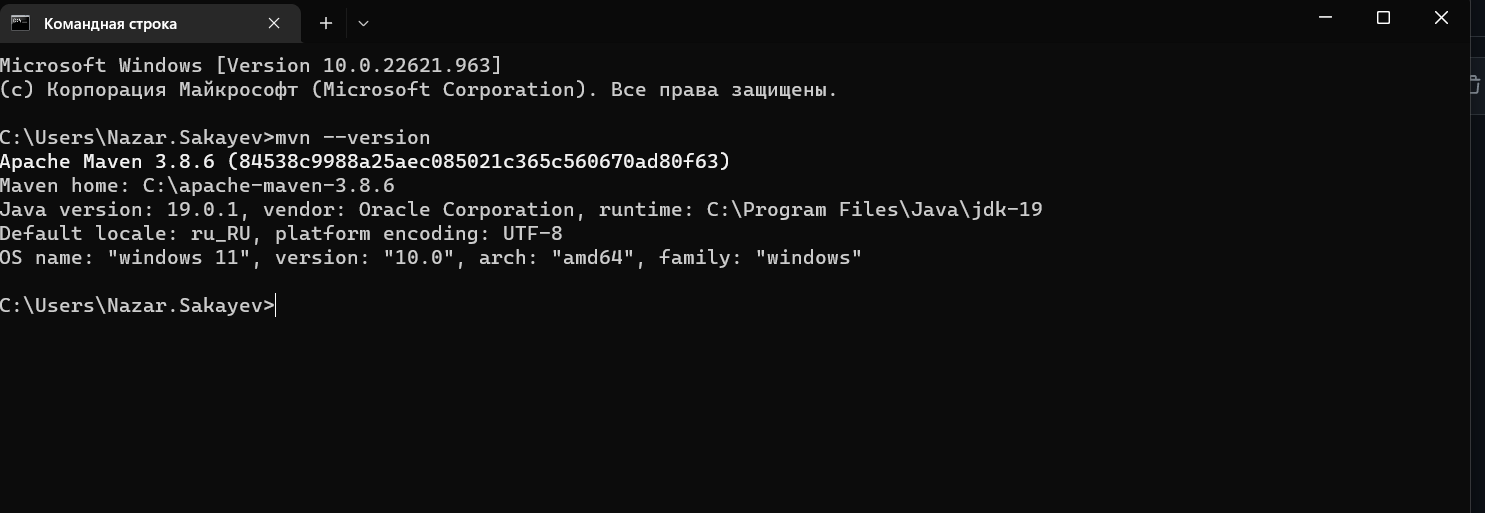 Командная строка
Microsoft Windows [Version 10.0.22621.963]
(c) Корпорация Майкрософт (Microsoft Corporation). Все права защищены.
C:\Users\Nazar.Sakayev>mvn --version
Apache Maven 3.8.6 (84538c9988a25aec085021c365c560670ad80f63)
Maven home: C:\apache-maven-3.8.6
Java version: 19.0.1, vendor: Oracle Corporation, runtime: C:\Program Files\Java\jdk-19
Default locale: ru_RU, platform encoding: UTF-8
OS name: "windows 11", version: "10.0", arch: "amd64", family: "windows"
C:\Users\Nazar.Sakayev>